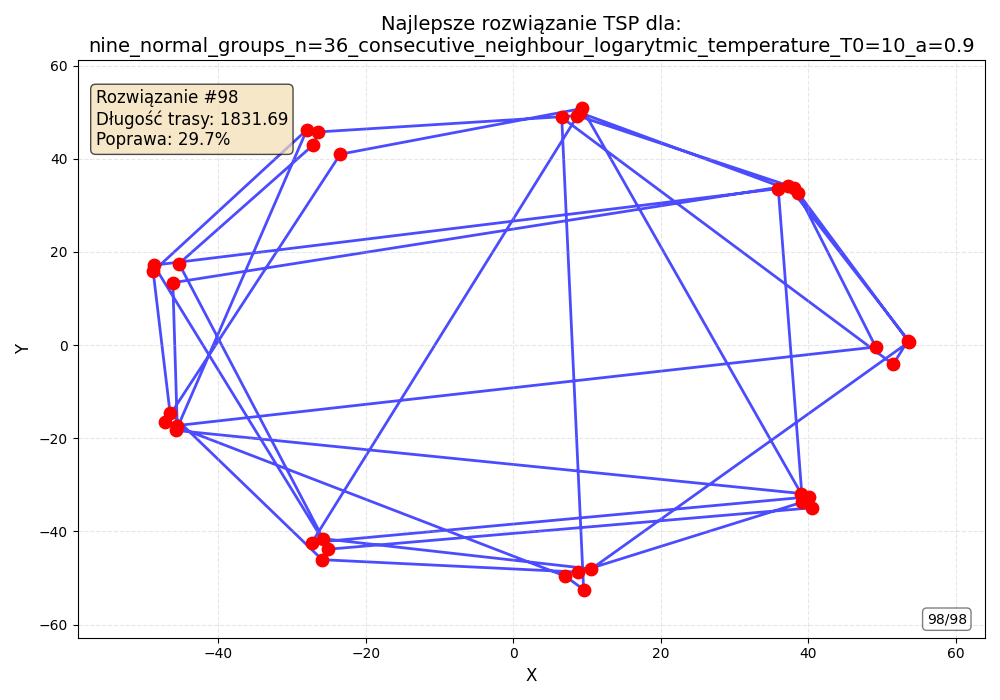 Najlepsze rozwiązanie TSP dla:
nine_normal_groups_n=36_consecutive_neighbour_logarytmic_temperature_T0=10_a=0.9
Rozwiązanie #98
Długość trasy: 1831.69
Poprawa: 29.7%
60
40
20
0
−20
−40
−60
Y
98/98
−40
−20
0
20
40
60
X